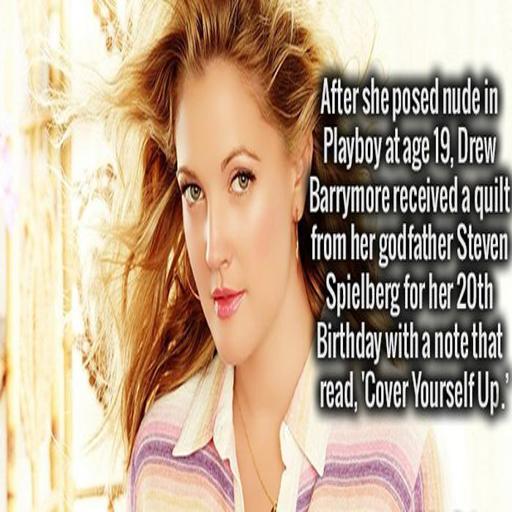 After she posed nude in
Playboy at age 19, Drew
Barrymore received a quilt
from her godfather Steven
Spielberg for her 20th
Birthday with a note that
read, 'Cover Yourself Up.'